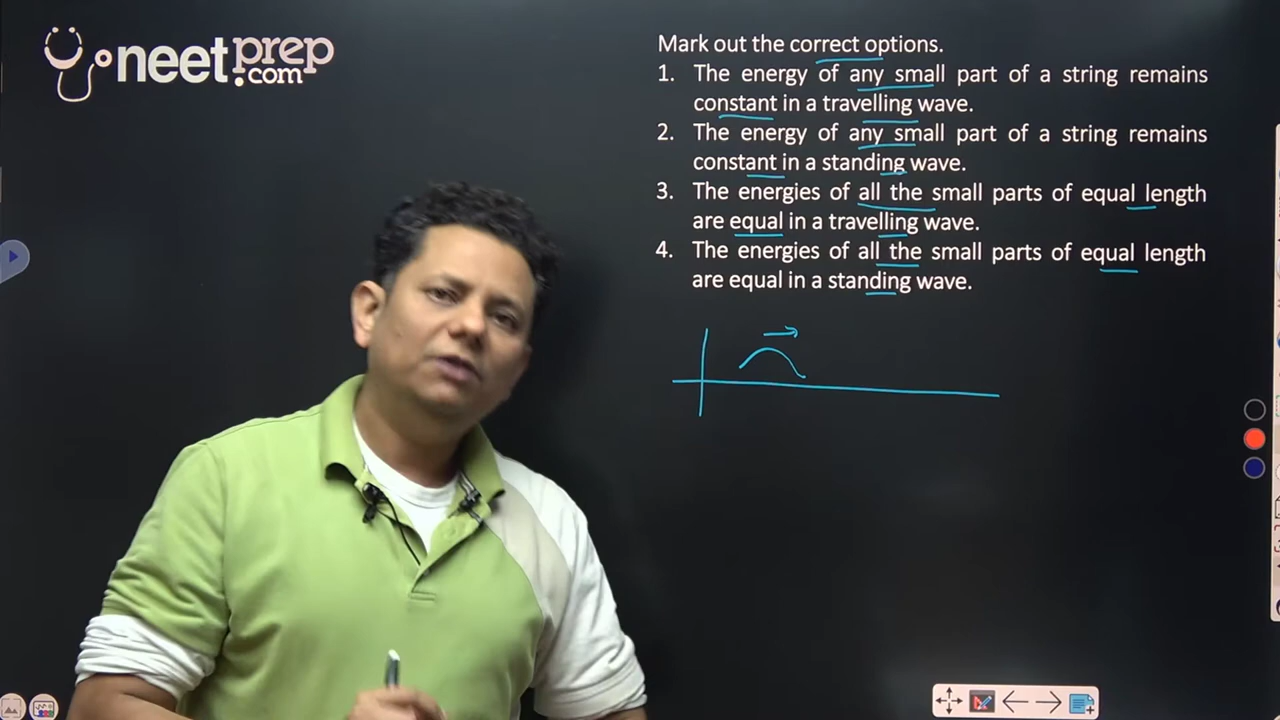 neetprep
.com
Mark out the correct options.
1. The energy of any small part of a string remains
constant in a travelling wave.
2. The energy of any small part of a string remains
constant in a standing wave.
3. The energies of all the small parts of equal length
are equal in a travelling wave.
4. The energies of all the small parts of equal length
are equal in a standing wave.